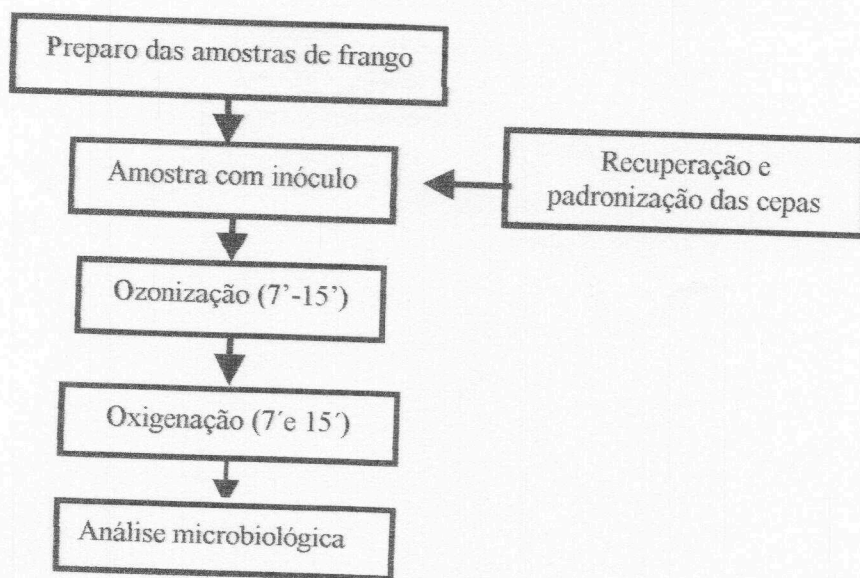 Preparo das amostras de frango
Amostra com inóculo
Recuperação e
padronização das cepas
Ozonização (7’-15’)
Oxigenação (7´e 15´)
Análise microbiológica